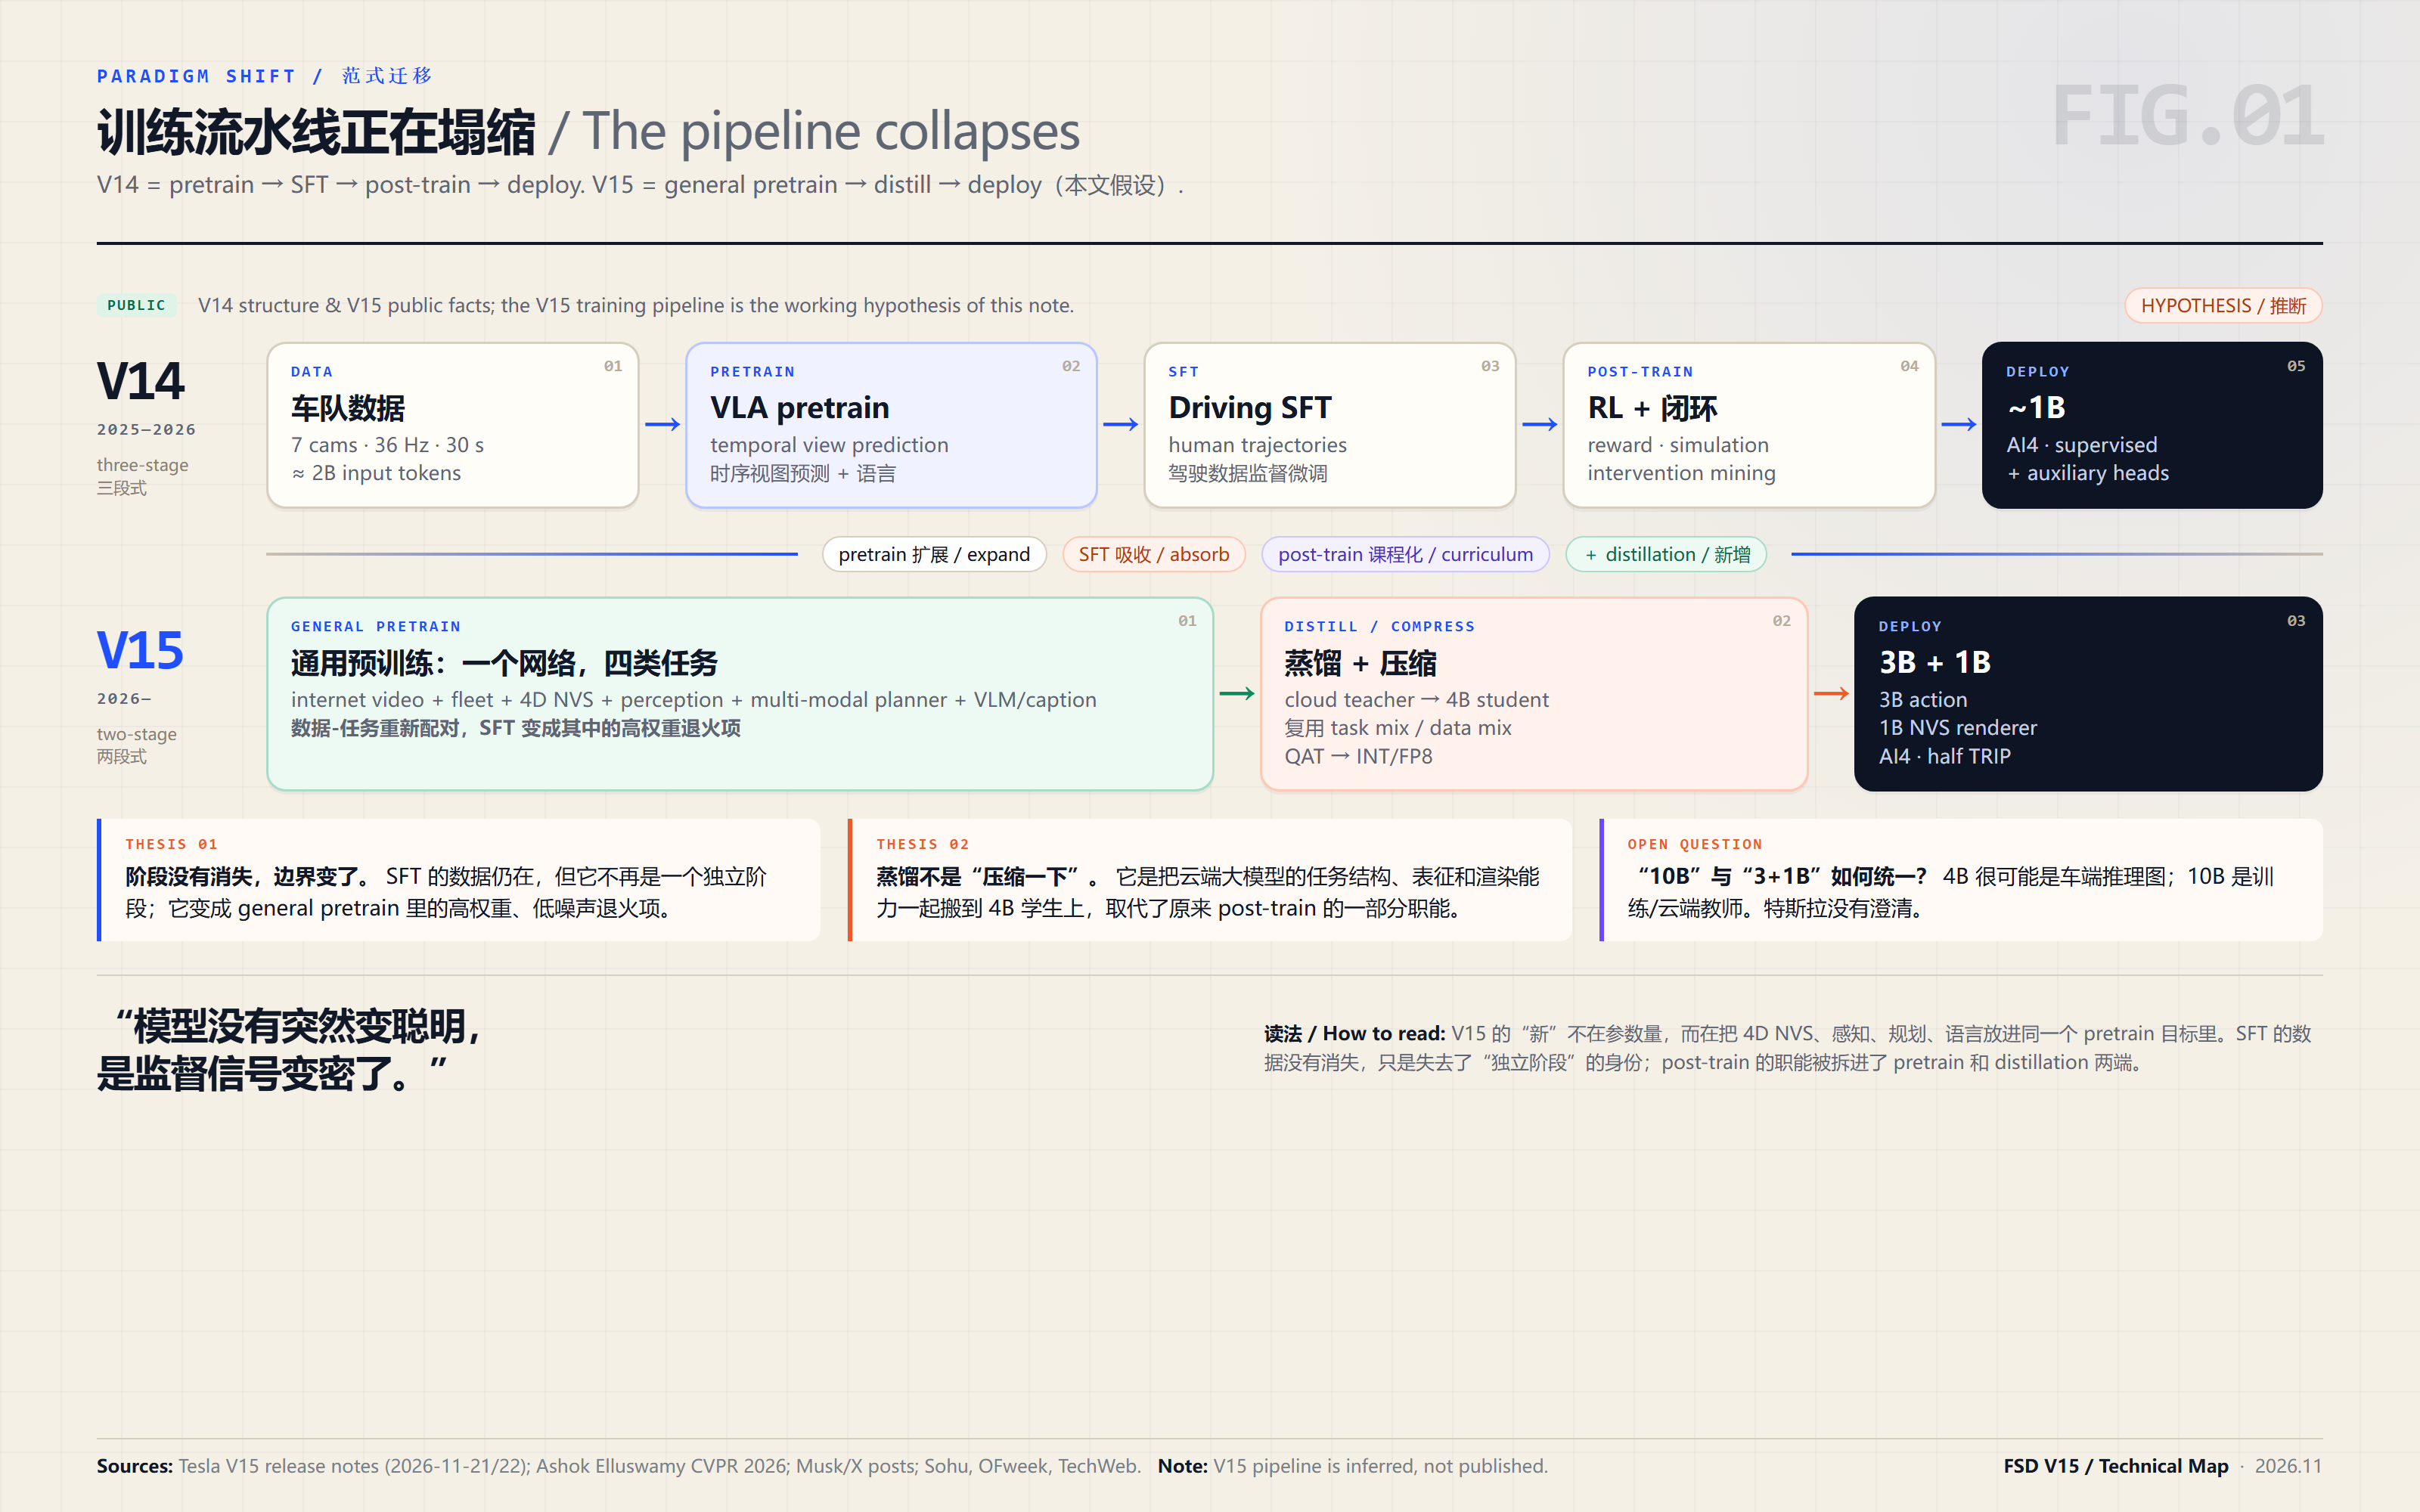 PARADIGM SHIFT / 范式迁移
FIG.01
训练流水线正在塌缩 / The pipeline collapses
V14 = pretrain → SFT → post-train → deploy. V15 = general pretrain → distill → deploy（本文假设）.
PUBLIC
V14 structure & V15 public facts; the V15 training pipeline is the working hypothesis of this note.
HYPOTHESIS / 推断
V14
2025—2026
three-stage
三段式
DATA
01
车队数据
7 cams · 36 Hz · 30 s
≈ 2B input tokens
→
PRETRAIN
02
VLA pretrain
temporal view prediction
时序视图预测 + 语言
→
SFT
03
Driving SFT
human trajectories
驾驶数据监督微调
→
POST-TRAIN
04
RL + 闭环
reward · simulation
intervention mining
→
DEPLOY
05
~1B
AI4 · supervised
+ auxiliary heads
pretrain 扩展 / expand
SFT 吸收 / absorb
post-train 课程化 / curriculum
+ distillation / 新增
V15
2026—
two-stage
两段式
GENERAL PRETRAIN
01
通用预训练：一个网络，四类任务
internet video + fleet + 4D NVS + perception + multi-modal planner + VLM/caption
数据-任务重新配对，SFT 变成其中的高权重退火项
→
DISTILL / COMPRESS
02
蒸馏 + 压缩
cloud teacher → 4B student
复用 task mix / data mix
QAT → INT/FP8
→
DEPLOY
03
3B + 1B
3B action
1B NVS renderer
AI4 · half TRIP
THESIS 01
阶段没有消失，边界变了。 SFT 的数据仍在，但它不再是一个独立阶
段；它变成 general pretrain 里的高权重、低噪声退火项。
THESIS 02
蒸馏不是“压缩一下”。 它是把云端大模型的任务结构、表征和渲染能
力一起搬到 4B 学生上，取代了原来 post-train 的一部分职能。
OPEN QUESTION
“10B”与“3+1B”如何统一？ 4B 很可能是车端推理图；10B 是训
练/云端教师。特斯拉没有澄清。
“模型没有突然变聪明，
是监督信号变密了。”
读法 / How to read: V15 的“新”不在参数量，而在把 4D NVS、感知、规划、语言放进同一个 pretrain 目标里。SFT 的数
据没有消失，只是失去了“独立阶段”的身份；post-train 的职能被拆进了 pretrain 和 distillation 两端。
Sources: Tesla V15 release notes (2026-11-21/22); Ashok Elluswamy CVPR 2026; Musk/X posts; Sohu, OFweek, TechWeb. Note: V15 pipeline is inferred, not published.
FSD V15 / Technical Map · 2026.11